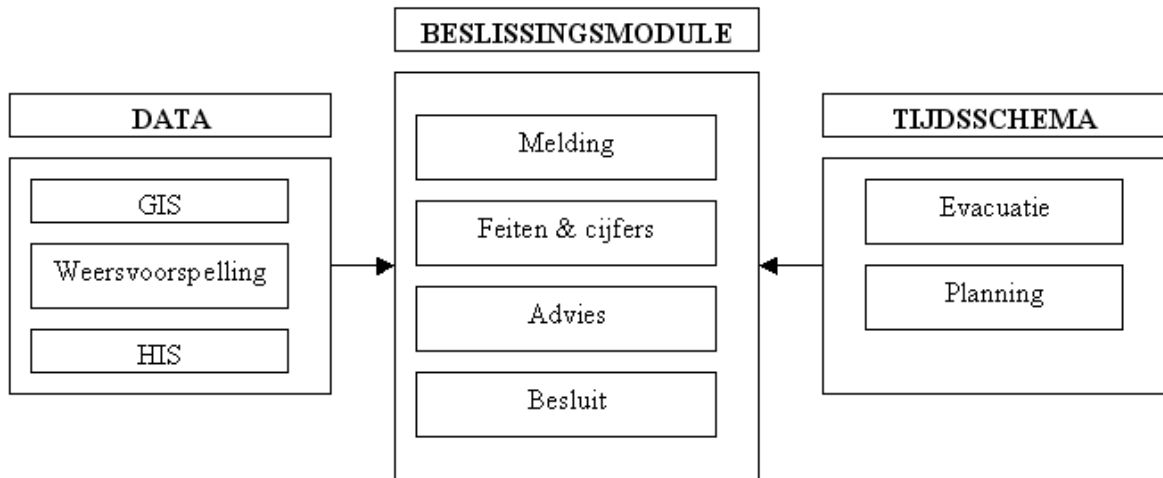 BESLISSINGSMODULE
DATA
GIS
Weersvoorspelling
HIS
Melding
Feiten & cijfers
Advies
Besluit
TIJDSSCHEMA
Evacuatie
Planning